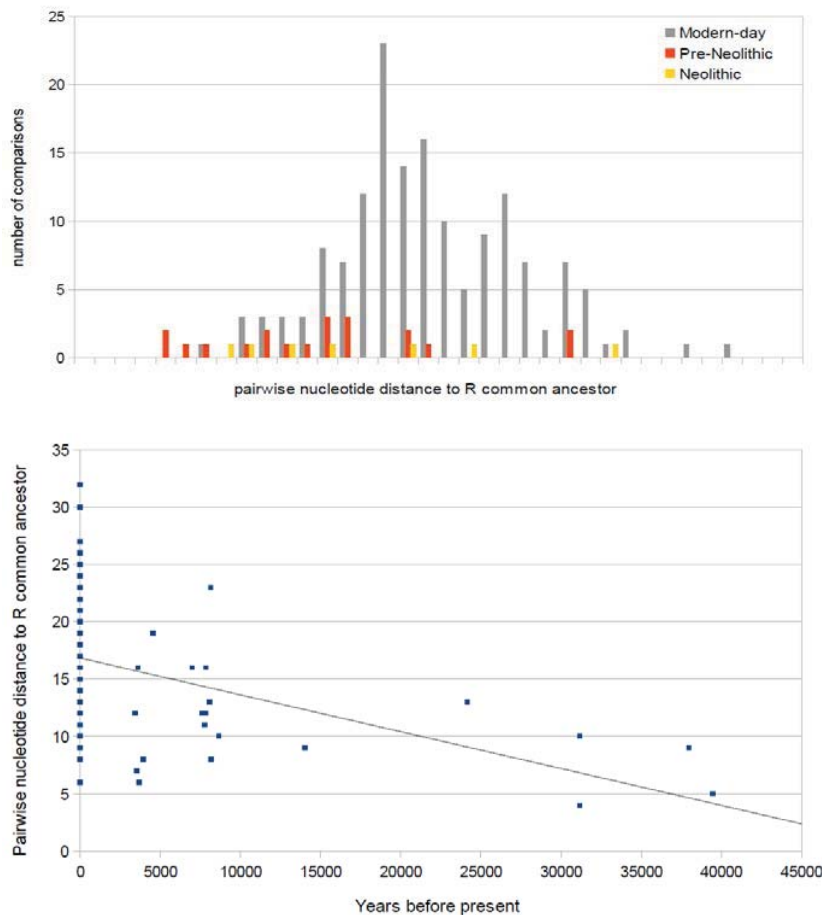 25
20
15
10
5
0
number of comparisons
Modern-day
Pre-Neolithic
Neolithic
pairwise nucleotide distance to R common ancestor
35
30
25
20
15
10
5
0
Pairwise nucleotide distance to R common ancestor
0 5000 10000 15000 20000 25000 30000 35000 40000 45000
Years before present